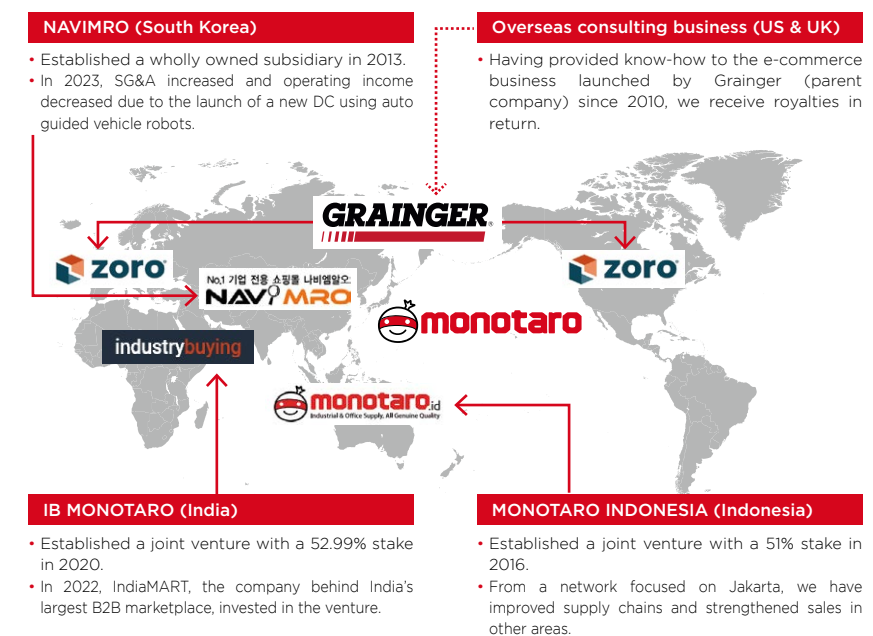 NAVIMRO (South Korea)
• Established a wholly owned subsidiary in 2013.
• In 2023, SG&A increased and operating income
decreased due to the launch of a new DC using auto
guided vehicle robots.
Overseas consulting business (US & UK)
• Having provided know-how to the e-commerce
business launched by Grainger (parent
company) since 2010, we receive royalties in
return.
GRAINGER®
zoro
zoro
No.1 기업 전용 쇼핑몰 나비엠알오
NAVIMRO
monotaro
industrybuying
monotaro.id
Industrial & Office Supply, All Genuine Quality
IB MONOTARO (India)
• Established a joint venture with a 52.99% stake
in 2020.
• In 2022, IndiaMART, the company behind India's
largest B2B marketplace, invested in the venture.
MONOTARO INDONESIA (Indonesia)
• Established a joint venture with a 51% stake in
2016.
• From a network focused on Jakarta, we have
improved supply chains and strengthened sales in
other areas.